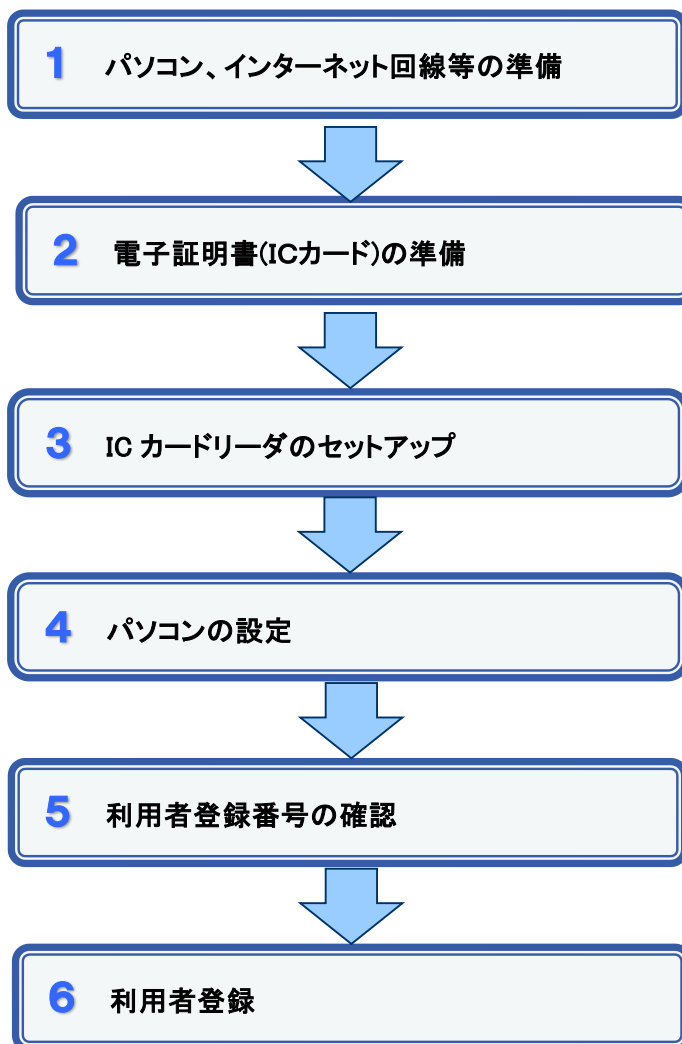 1 パソコン、インターネット回線等の準備
2 電子証明書(ICカード)の準備
3 IC カードリーダのセットアップ
4 パソコンの設定
5 利用者登録番号の確認
6 利用者登録